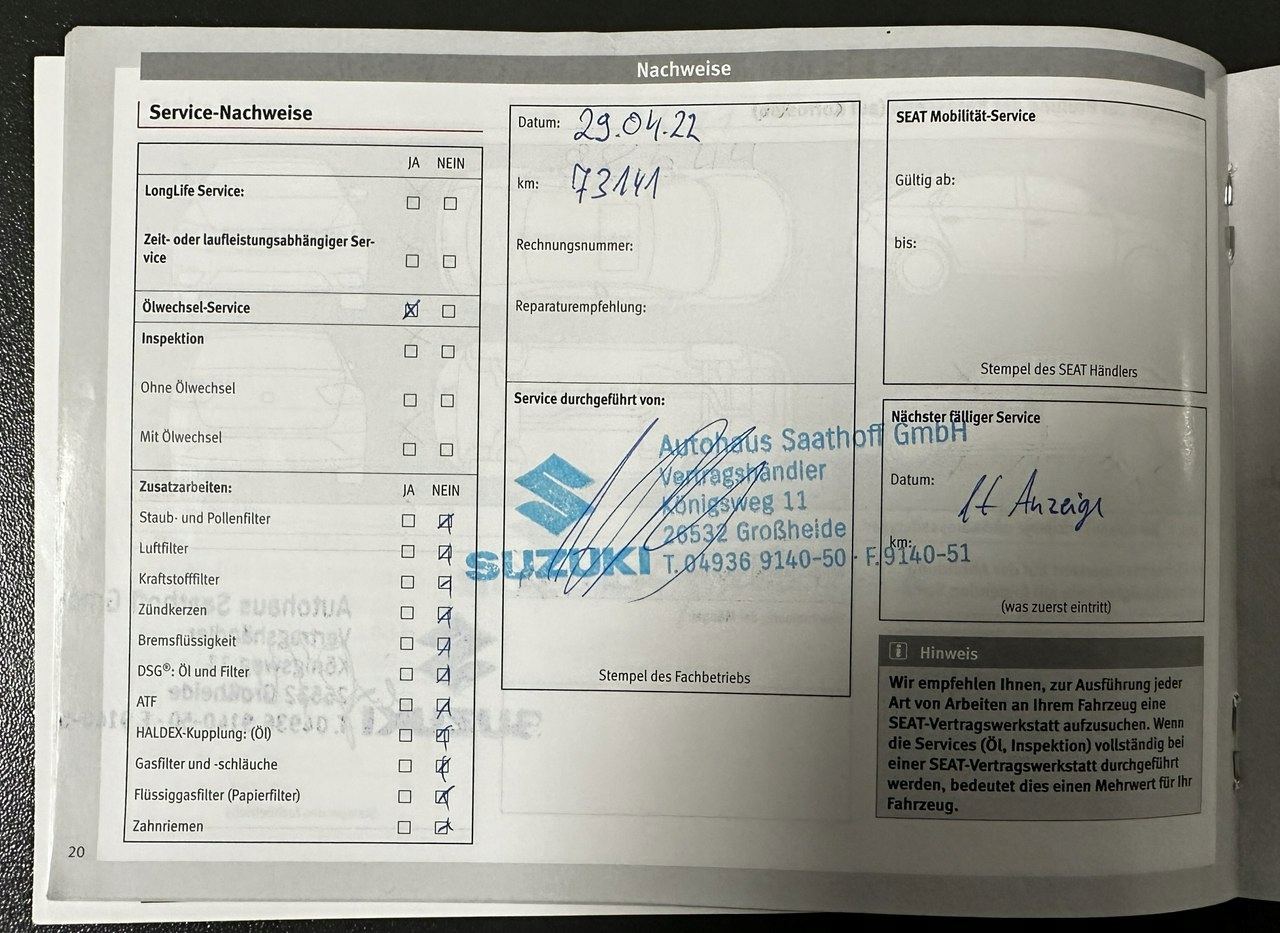 Nachweise
Service-Nachweise
JA NEIN
LongLife Service:
Zeit- oder laufleistungsabhängiger Ser-
vice
Ölwechsel-Service
Inspektion
Ohne Ölwechsel
Mit Ölwechsel
Zusatzarbeiten: JA NEIN
Staub- und Pollenfilter
Luftfilter
Kraftstofffilter
Zündkerzen
Bremsflüssigkeit
DSG®: Öl und Filter
ATF
HALDEX-Kupplung: (Öl)
Gasfilter und -schläuche
Flüssiggasfilter (Papierfilter)
Zahnriemen
20
Datum: 29.04.22
km: 73141
Rechnungsnummer:
Reparaturempfehlung:
Service durchgeführt von:
Autohaus Saathoff GmbH
Vertragshändler
Königsweg 11
26532 Großheide
SUZUKI T. 04936 9140-50 · F. 9140-51
Stempel des Fachbetriebs
SEAT Mobilität-Service
Gültig ab:
bis:
Stempel des SEAT Händlers
Nächster fälliger Service
Datum:
lt Anzeige
km:
(was zuerst eintritt)
i Hinweis
Wir empfehlen Ihnen, zur Ausführung jeder
Art von Arbeiten an Ihrem Fahrzeug eine
SEAT-Vertragswerkstatt aufzusuchen. Wenn
die Services (Öl, Inspektion) vollständig bei
einer SEAT-Vertragswerkstatt durchgeführt
werden, bedeutet dies einen Mehrwert für Ihr
Fahrzeug.